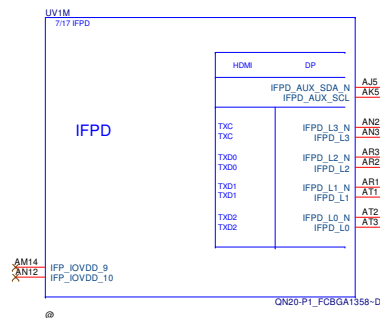 UV1M
7/17 IFPD
HDMI DP
IFPD_AUX_SDA_N AJ5
IFPD_AUX_SCL AK5
IFPD
TXC IFPD_L3_N AN2
TXC IFPD_L3 AN3
TXD0 IFPD_L2_N AR3
TXD0 IFPD_L2 AR2
TXD1 IFPD_L1_N AR1
TXD1 IFPD_L1 AT1
TXD2 IFPD_L0_N AT2
TXD2 IFPD_L0 AT3
AM14 IFP_IOVDD_9
AN12 IFP_IOVDD_10
QN20-P1_FCBGA1358~D
@